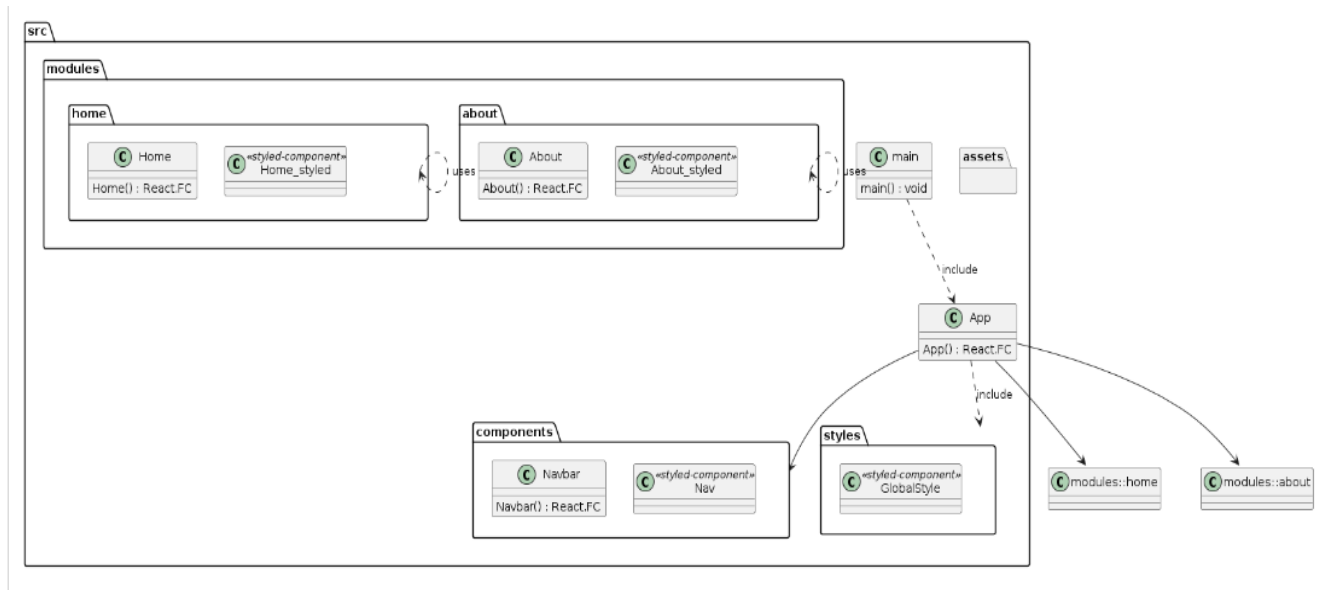 src
modules
home
about
C Home
Home() : React.FC
C «styled-component»
Home_styled
uses
C About
About() : React.FC
C «styled-component»
About_styled
uses
C main
main() : void
assets
include
C App
App() : React.FC
include
components
C Navbar
Navbar() : React.FC
C «styled-component»
Nav
styles
C «styled-component»
GlobalStyle
C modules::home
C modules::about